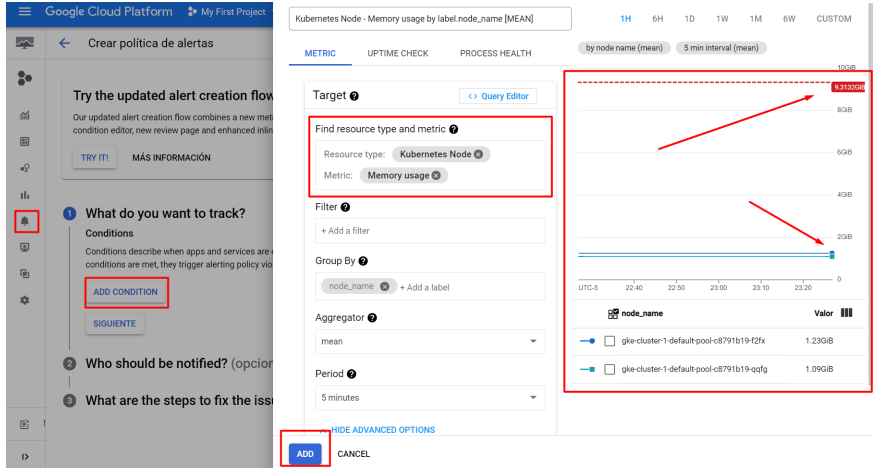 Google Cloud Platform
My First Project
Crear política de alertas
Try the updated alert creation flow
Our updated alert creation flow combines a new met
condition editor, new review page and enhanced inlin
TRY IT!
MÁS INFORMACIÓN
1
What do you want to track?
Conditions
Conditions describe when apps and services are
conditions are met, they trigger alerting policy vio
ADD CONDITION
SIGUIENTE
2
Who should be notified? (opcion
3
What are the steps to fix the iss
Kubernetes Node - Memory usage by label.node_name [MEAN]
METRIC
UPTIME CHECK
PROCESS HEALTH
Target
<> Query Editor
Find resource type and metric
Resource type: Kubernetes Node
Metric: Memory usage
Filter
+ Add a filter
Group By
node_name
+ Add a label
Aggregator
mean
Period
5 minutes
HIDE ADVANCED OPTIONS
ADD
CANCEL
1H 6H 1D 1W 1M 6W CUSTOM
by node name (mean)
5 min interval (mean)
10GiB
9.3132GiB
8GiB
6GiB
4GiB
2GiB
0
UTC-5 22:40 22:50 23:00 23:10 23:20
node_name Valor
gke-cluster-1-default-pool-c8791b19-f2fx 1.23GiB
gke-cluster-1-default-pool-c8791b19-qqfg 1.09GiB